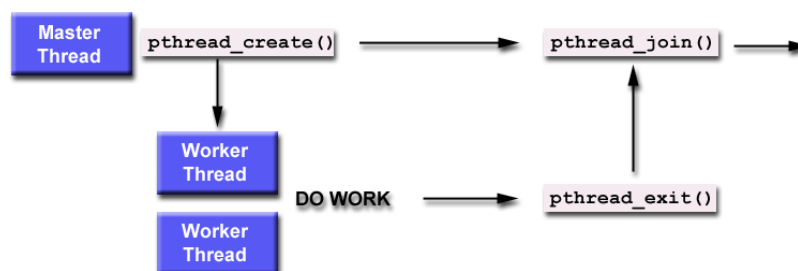 Master
Thread
pthread_create()
pthread_join()
Worker
Thread
DO WORK
pthread_exit()
Worker
Thread